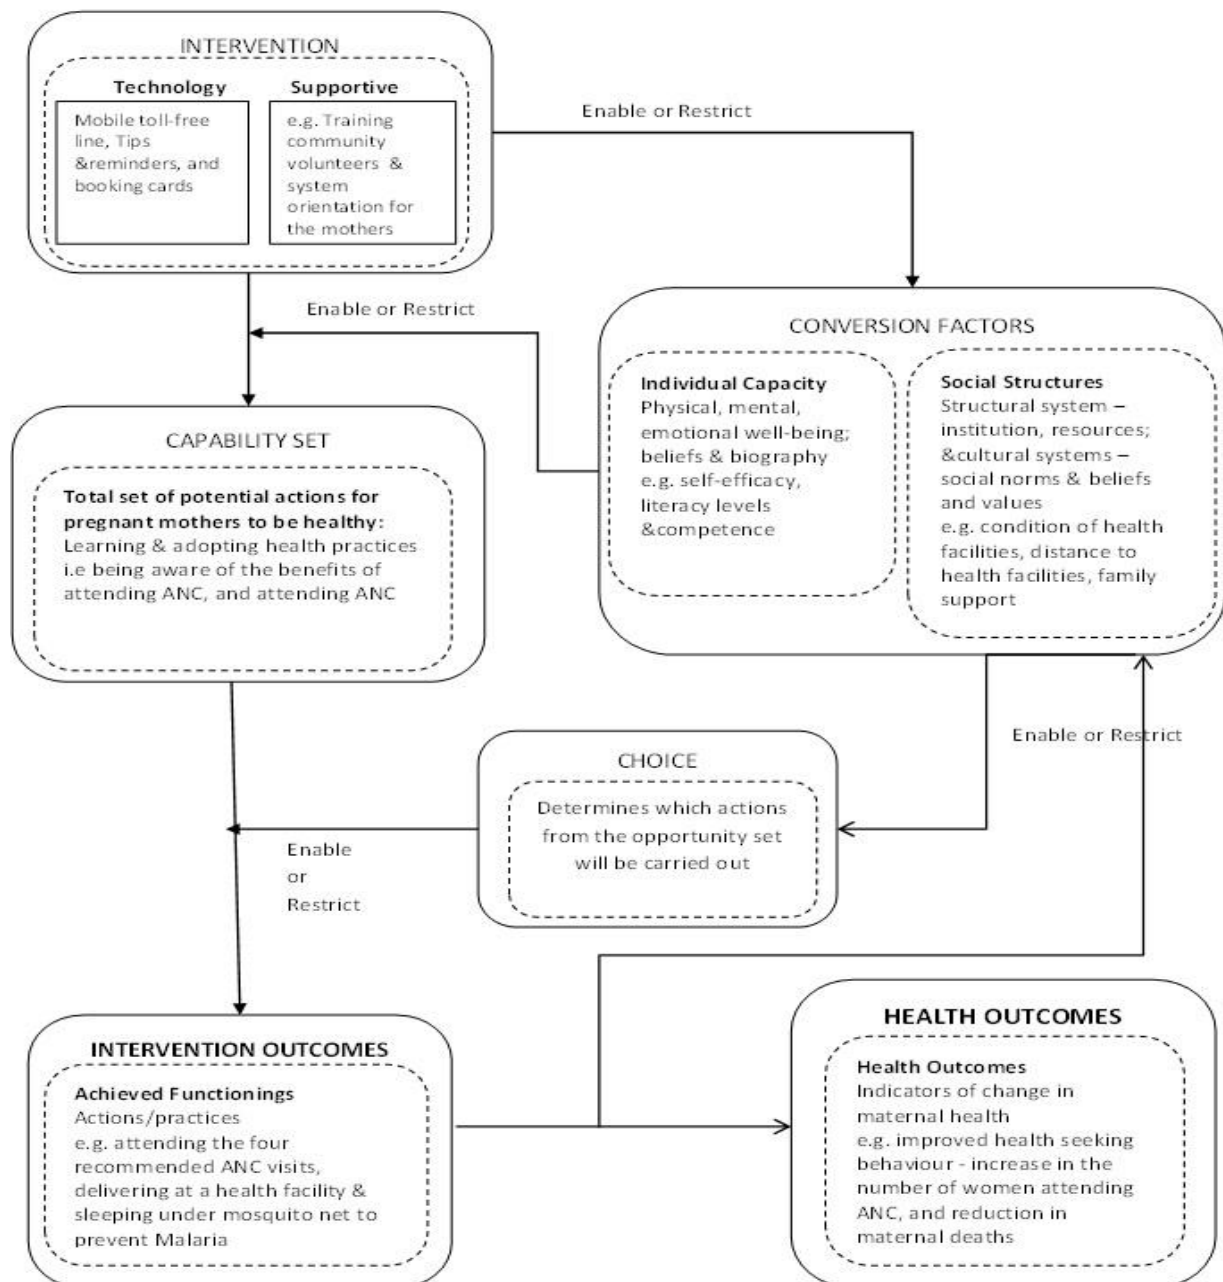 INTERVENTION
Technology
Mobile toll-free
line, Tips
&reminders, and
booking cards
Supportive
e.g. Training
community
volunteers &
system
orientation for
the mothers
Enable or Restrict
Enable or Restrict
CONVERSION FACTORS
Individual Capacity
Physical, mental,
emotional well-being;
beliefs & biography
e.g. self-efficacy,
literacy levels
&competence
Social Structures
Structural system –
institution, resources;
&cultural systems –
social norms & beliefs
and values
e.g. condition of health
facilities, distance to
health facilities, family
support
CAPABILITY SET
Total set of potential actions for
pregnant mothers to be healthy:
Learning & adopting health practices
i.e being aware of the benefits of
attending ANC, and attending ANC
Enable or Restrict
CHOICE
Determines which actions
from the opportunity set
will be carried out
Enable
or
Restrict
INTERVENTION OUTCOMES
Achieved Functionings
Actions/practices
e.g. attending the four
recommended ANC visits,
delivering at a health facility &
sleeping under mosquito net to
prevent Malaria
HEALTH OUTCOMES
Health Outcomes
Indicators of change in
maternal health
e.g. improved health seeking
behaviour - increase in the
number of women attending
ANC, and reduction in
maternal deaths